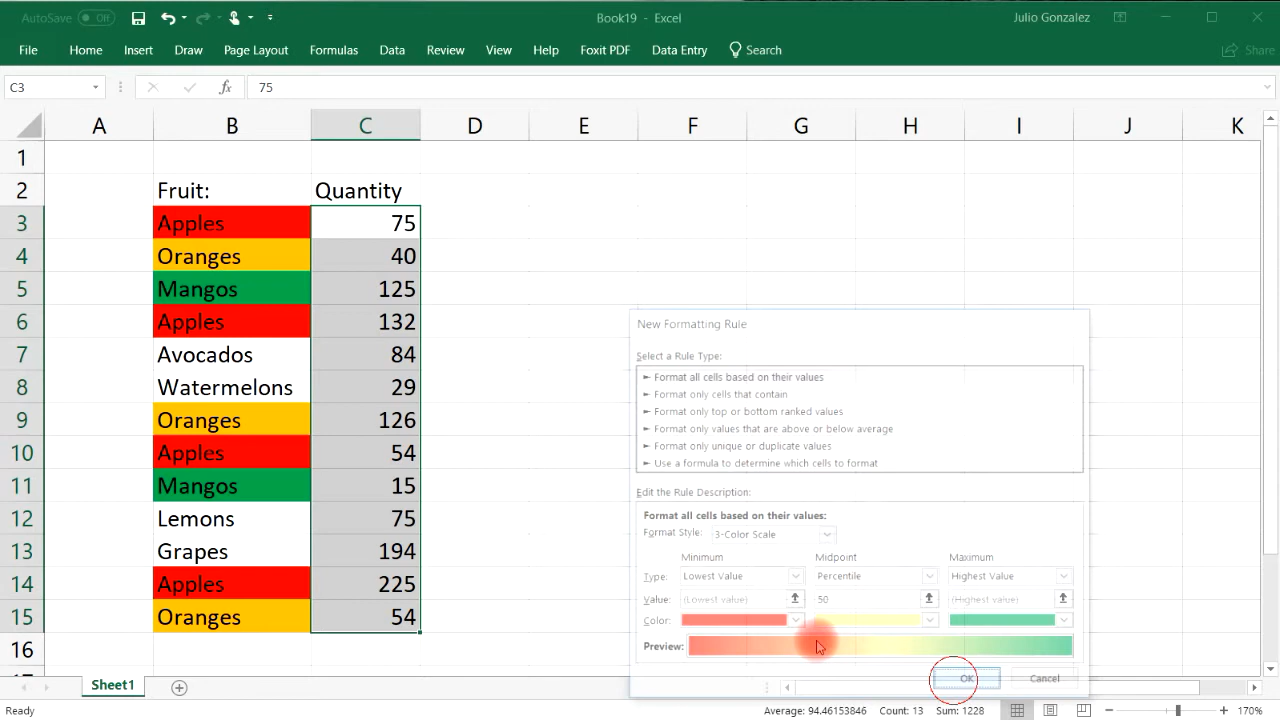 AutoSave Off Book19 - Excel Julio Gonzalez
File Home Insert Draw Page Layout Formulas Data Review View Help Foxit PDF Data Entry Search Share
C3 fx 75
A B C D E F G H I J K
1
2 Fruit: Quantity
3 Apples 75
4 Oranges 40
5 Mangos 125
6 Apples 132
7 Avocados 84
8 Watermelons 29
9 Oranges 126
10 Apples 54
11 Mangos 15
12 Lemons 75
13 Grapes 194
14 Apples 225
15 Oranges 54
16
New Formatting Rule
Select a Rule Type:
► Format all cells based on their values
► Format only cells that contain
► Format only top or bottom ranked values
► Format only values that are above or below average
► Format only unique or duplicate values
► Use a formula to determine which cells to format
Edit the Rule Description:
Format all cells based on their values:
Format Style: 3-Color Scale
Minimum Midpoint Maximum
Type: Lowest Value Percentile Highest Value
Value: (Lowest value) 50 (Highest value)
Color:
Preview:
OK Cancel
Sheet1
Ready Average: 94.46153846 Count: 13 Sum: 1228 170%